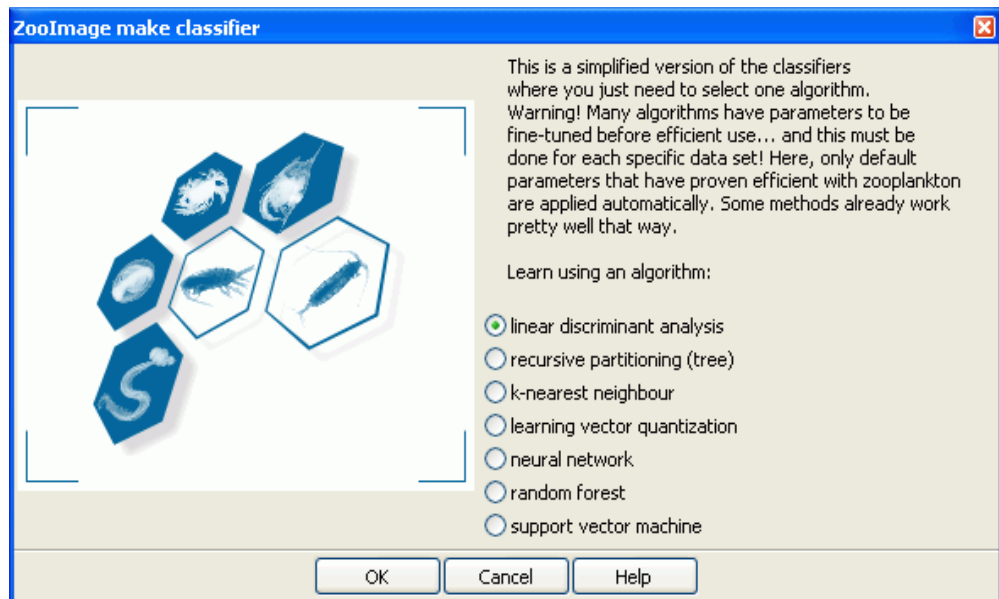 ZooImage make classifier
This is a simplified version of the classifiers
where you just need to select one algorithm.
Warning! Many algorithms have parameters to be
fine-tuned before efficient use... and this must be
done for each specific data set! Here, only default
parameters that have proven efficient with zooplankton
are applied automatically. Some methods already work
pretty well that way.
Learn using an algorithm:
linear discriminant analysis
recursive partitioning (tree)
k-nearest neighbour
learning vector quantization
neural network
random forest
support vector machine
OK
Cancel
Help